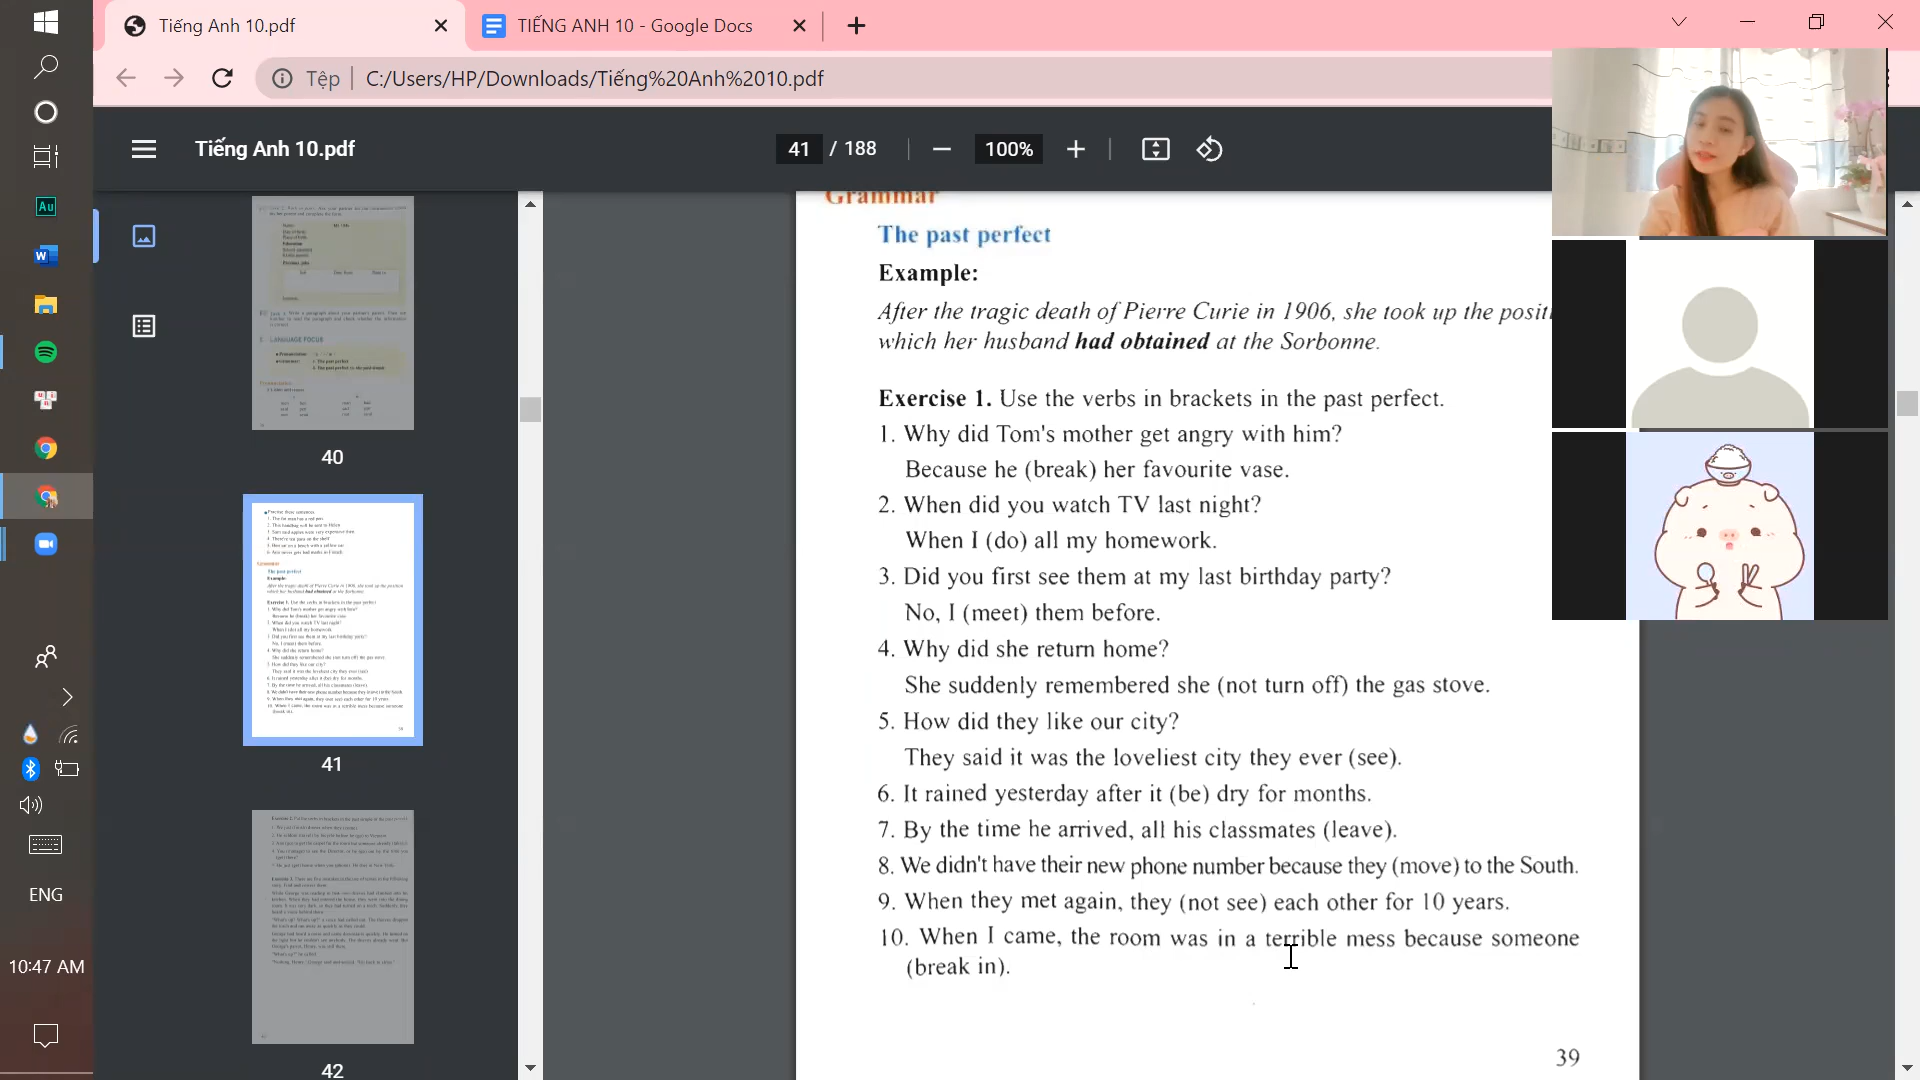 Tiếng Anh 10.pdf
TIẾNG ANH 10 - Google Docs
Tệp
C:/Users/HP/Downloads/Tiếng%20Anh%2010.pdf
Tiếng Anh 10.pdf
41 / 188
100%
40
41
42
Au
ENG
10:47 AM
Grammar
The past perfect
Example:
After the tragic death of Pierre Curie in 1906, she took up the
which her husband had obtained at the Sorbonne.
Exercise 1. Use the verbs in brackets in the past perfect.
1. Why did Tom's mother get angry with him?
Because he (break) her favourite vase.
2. When did you watch TV last night?
When I (do) all my homework.
3. Did you first see them at my last birthday party?
No, I (meet) them before.
4. Why did she return home?
She suddenly remembered she (not turn off) the gas stove.
5. How did they like our city?
They said it was the loveliest city they ever (see).
6. It rained yesterday after it (be) dry for months.
7. By the time he arrived, all his classmates (leave).
8. We didn't have their new phone number because they (move) to the South.
9. When they met again, they (not see) each other for 10 years.
10. When I came, the room was in a terrible mess because someone
(break in).
39